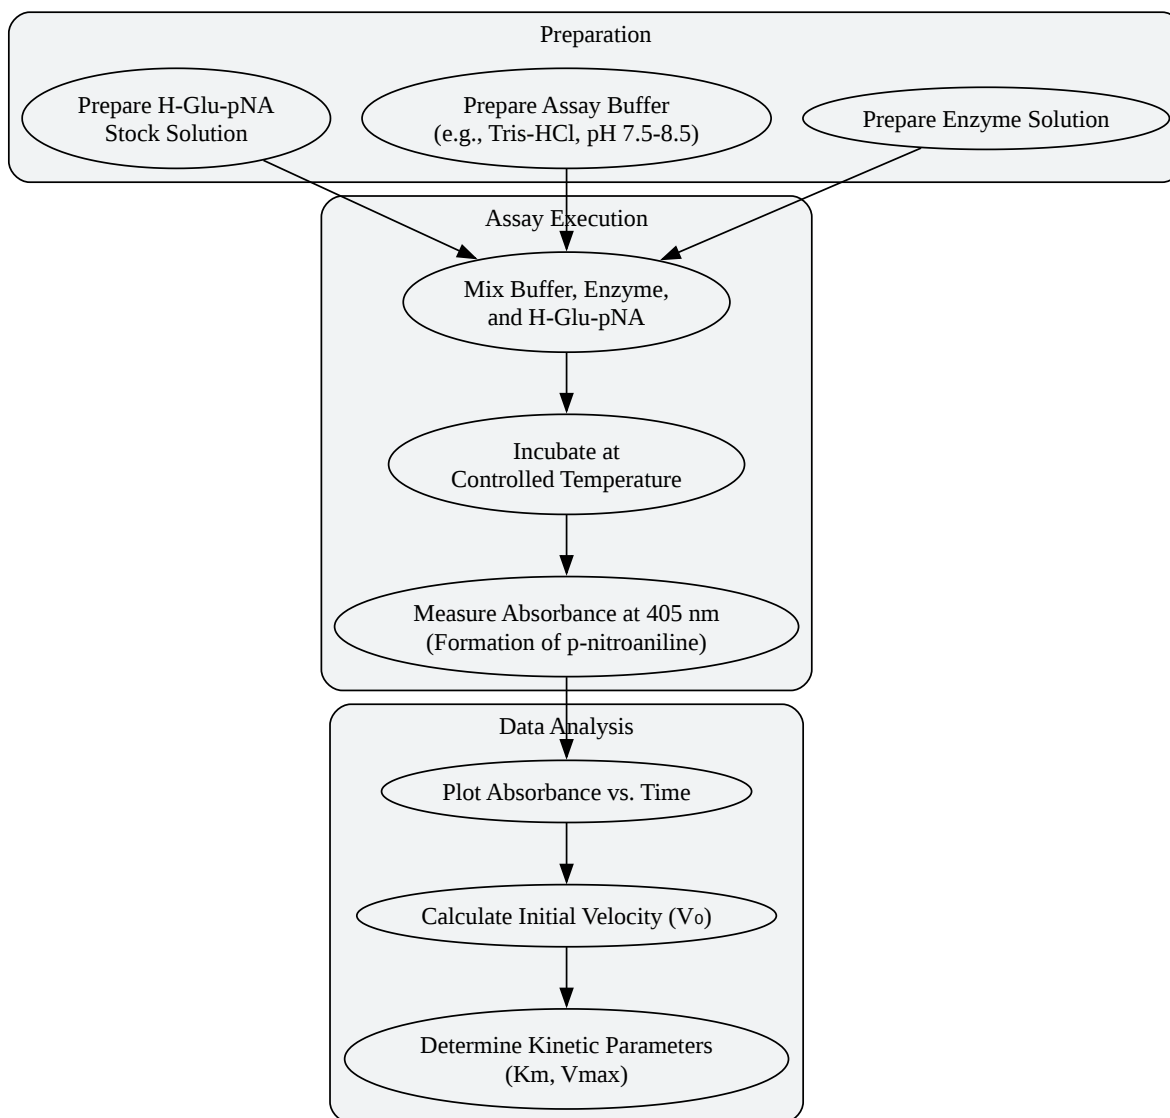 Preparation
Prepare H-Glu-pNA
Stock Solution
Prepare Assay Buffer
(e.g., Tris-HCl, pH 7.5-8.5)
Prepare Enzyme Solution
Assay Execution
Mix Buffer, Enzyme,
and H-Glu-pNA
Incubate at
Controlled Temperature
Measure Absorbance at 405 nm
(Formation of p-nitroaniline)
Data Analysis
Plot Absorbance vs. Time
Calculate Initial Velocity (V₀)
Determine Kinetic Parameters
(Km, Vmax)